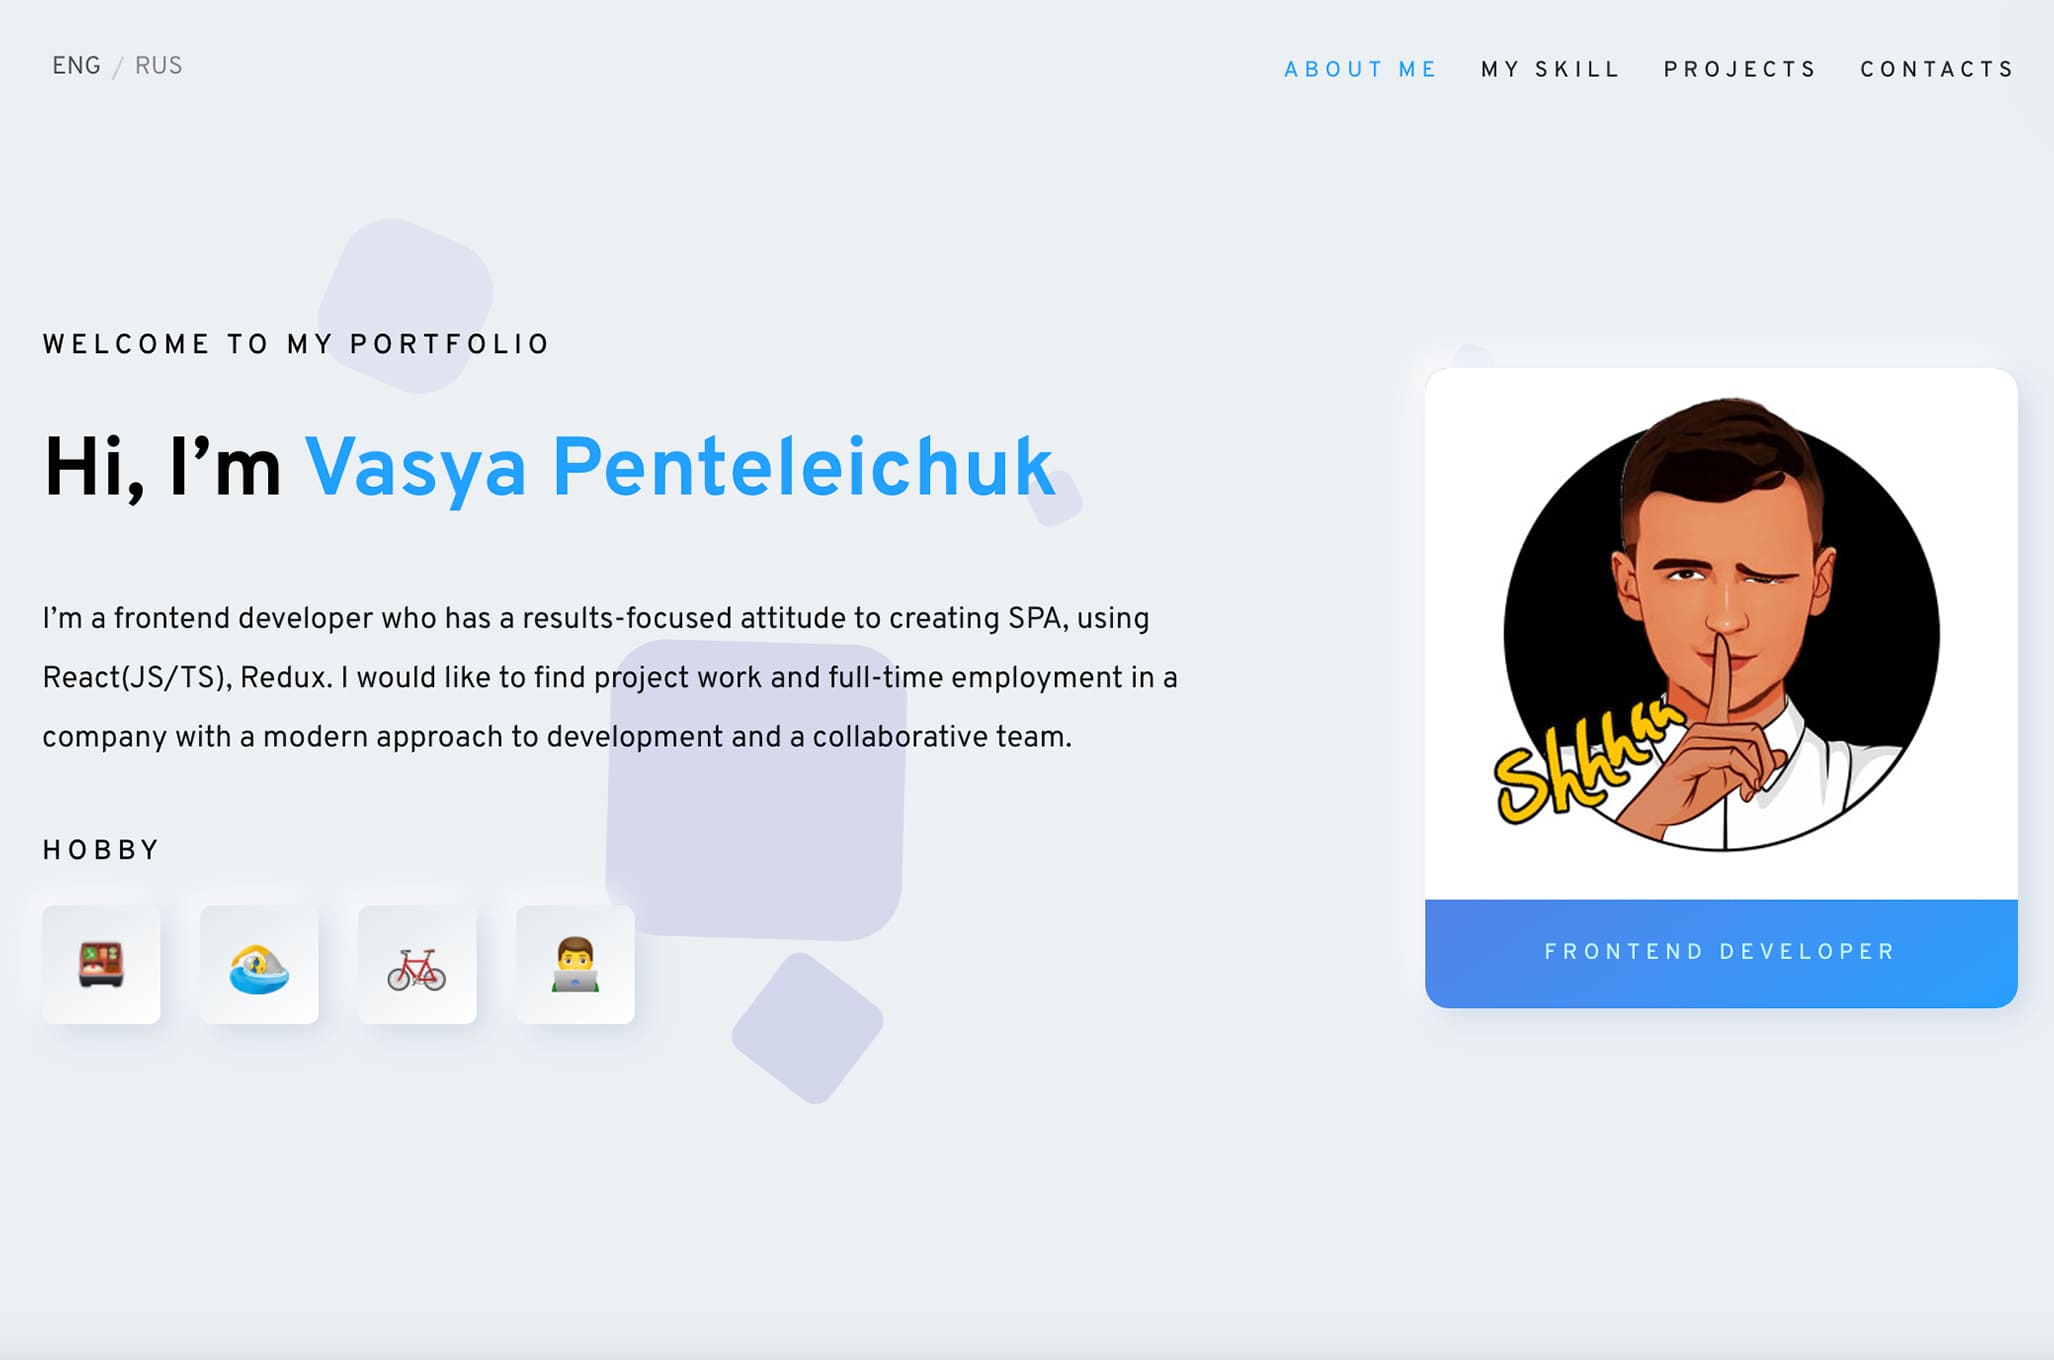 ENG / RUS
ABOUT ME
MY SKILL
PROJECTS
CONTACTS
WELCOME TO MY PORTFOLIO
Hi, I’m Vasya Penteleichuk
I’m a frontend developer who has a results-focused attitude to creating SPA, using
React(JS/TS), Redux. I would like to find project work and full-time employment in a
company with a modern approach to development and a collaborative team.
HOBBY
Shhhaa
FRONTEND DEVELOPER